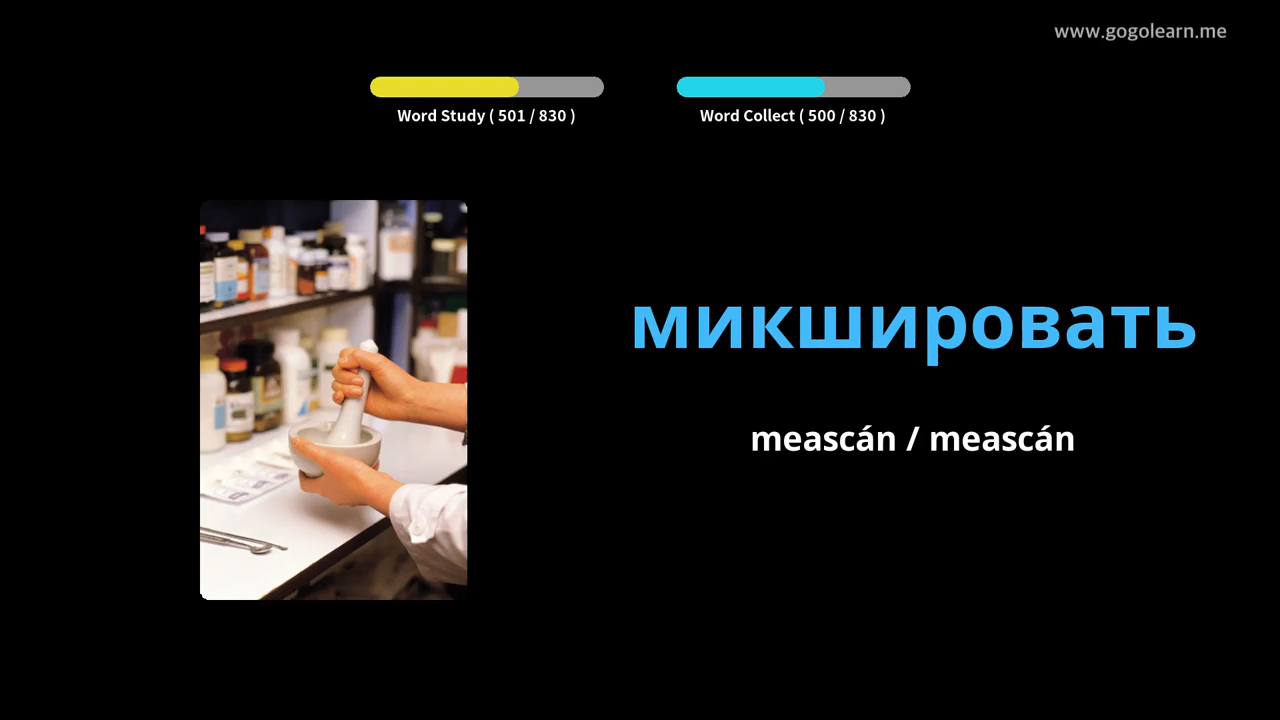 www.gogolearn.me
Word Study ( 501 / 830 )
Word Collect ( 500 / 830 )
микшировать
meascán / meascán